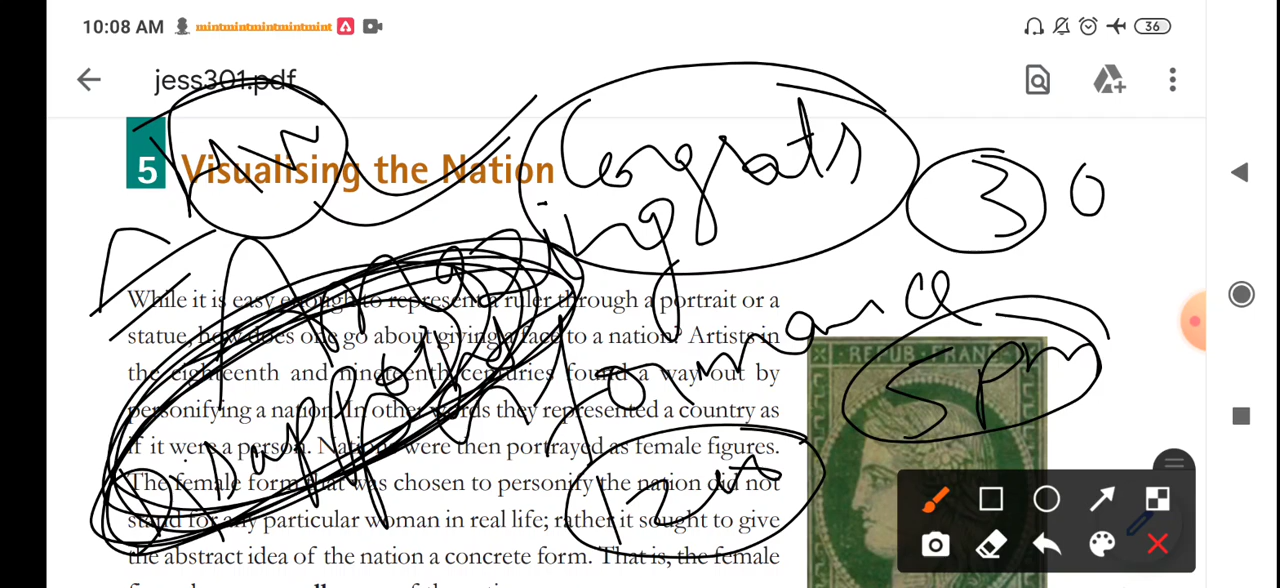 10:08 AM mintmintmintmintmint 36
jess301.pdf
5 Visualising the Nation
Congrats
30
While it is easy enough to represent a ruler through a portrait or a
statue, how does one go about giving a face to a nation? Artists in
the eighteenth and nineteenth centuries found a way out by
personifying a nation. In other words they represented a country as
if it were a person. Nations were then portrayed as female figures.
The female form that was chosen to personify the nation did not
stand for any particular woman in real life; rather it sought to give
the abstract idea of the nation a concrete form. That is, the female
REPUB FRANC
5 pm